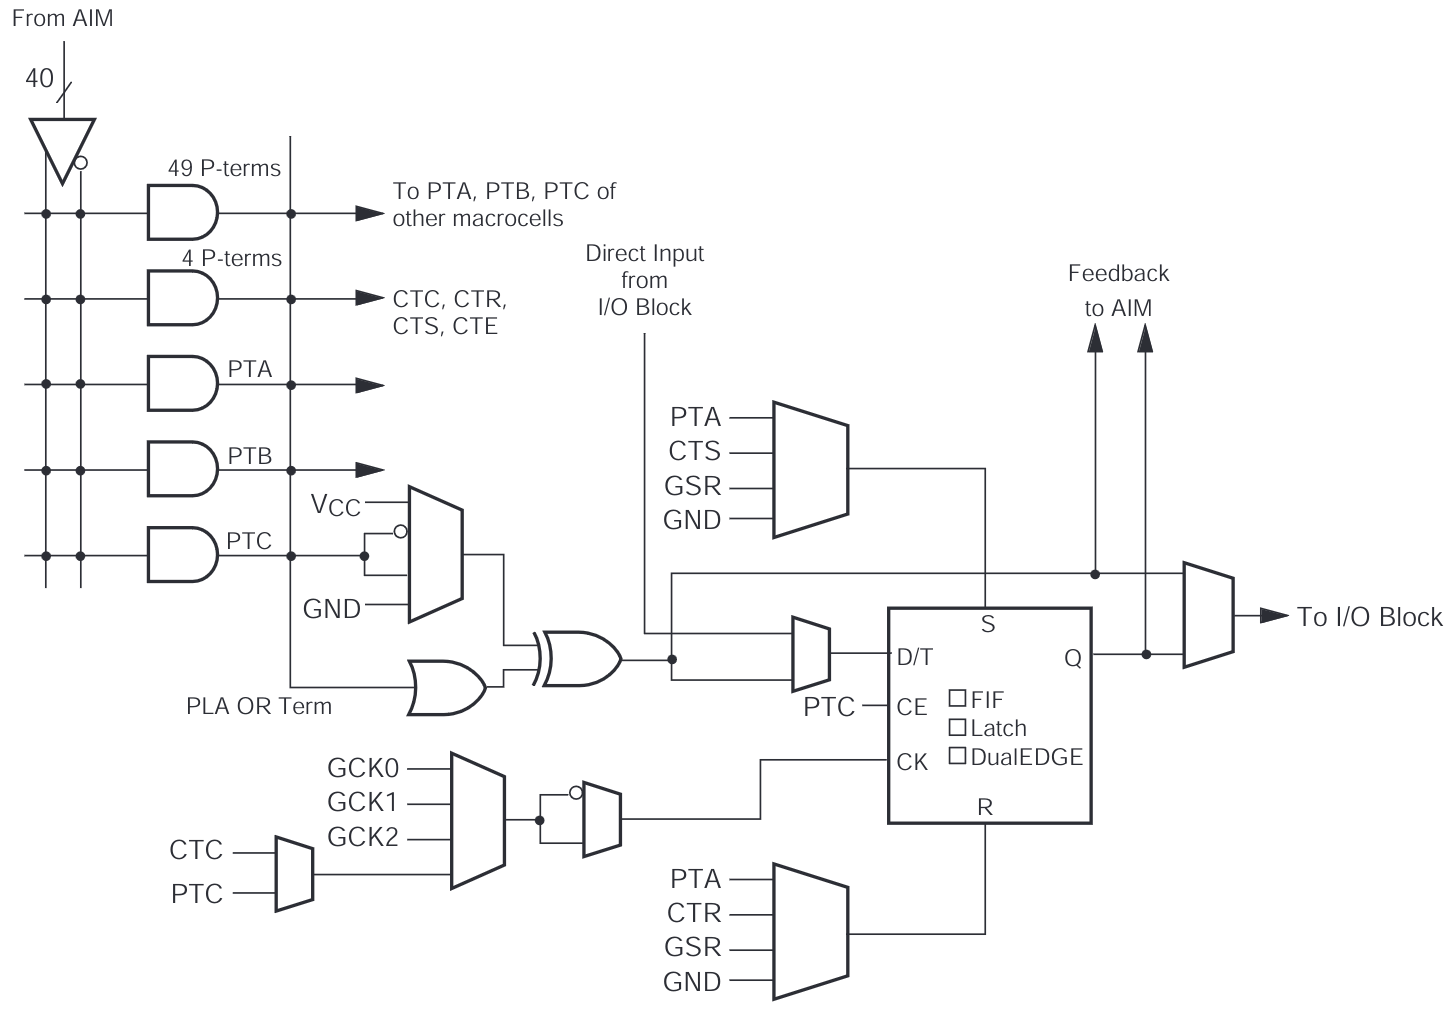 From AIM
40
49 P-terms
To PTA, PTB, PTC of
other macrocells
4 P-terms
CTC, CTR,
CTS, CTE
Direct Input
from
I/O Block
Feedback
to AIM
PTA
PTB
PTC
VCC
GND
PLA OR Term
PTA
CTS
GSR
GND
To I/O Block
S
D/T
Q
PTC
CE
FIF
Latch
DualEDGE
CK
R
GCK0
GCK1
GCK2
CTC
PTC
PTA
CTR
GSR
GND